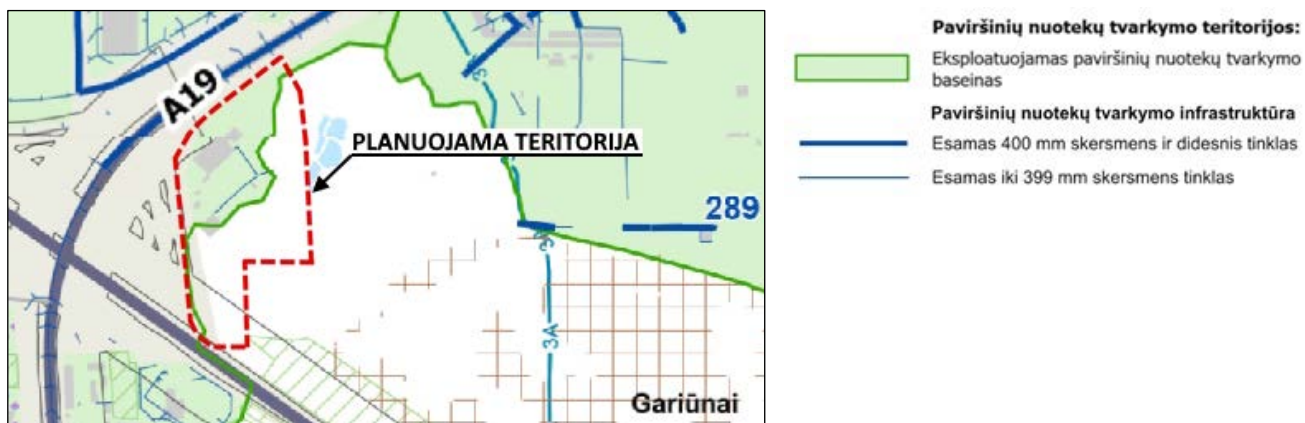 A19
PLANUOJAMA TERITORIJA
289
3A
Gariūnai
Paviršinių nuotekų tvarkymo teritorijos:
Eksploatuojamas paviršinių nuotekų tvarkymo
baseinas
Paviršinių nuotekų tvarkymo infrastruktūra
Esamas 400 mm skersmens ir didesnis tinklas
Esamas iki 399 mm skersmens tinklas